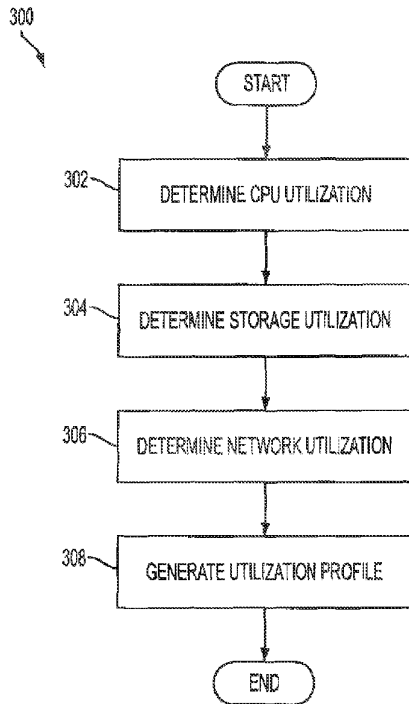 300
START
302
DETERMINE CPU UTILIZATION
304
DETERMINE STORAGE UTILIZATION
306
DETERMINE NETWORK UTILIZATION
308
GENERATE UTILIZATION PROFILE
END